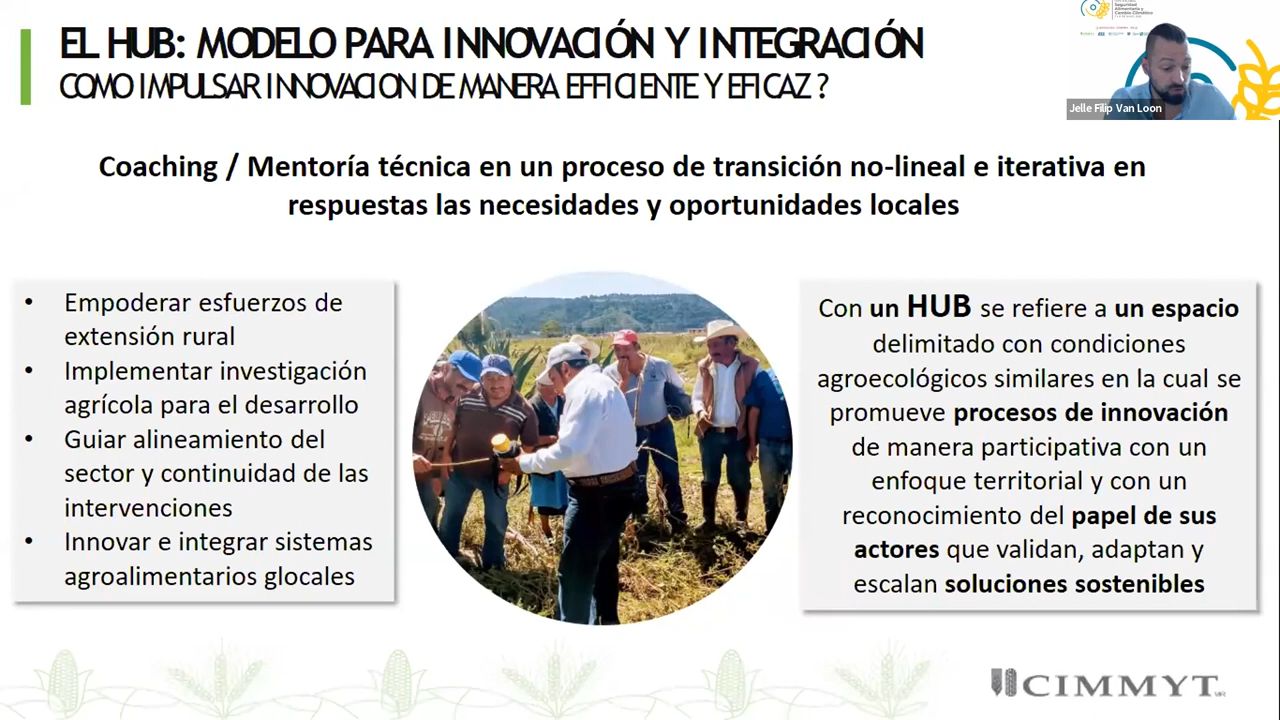 EL HUB: MODELO PARA INNOVACIÓN Y INTEGRACIÓN
COMO IMPULSAR INNOVACION DE MANERA EFFICIENTE Y EFICAZ ?
Seguridad
Alimentaria y
Cambio Climático
Jelle Filip Van Loon
Coaching / Mentoría técnica en un proceso de transición no-lineal e iterativa en
respuestas las necesidades y oportunidades locales
• Empoderar esfuerzos de
extensión rural
• Implementar investigación
agrícola para el desarrollo
• Guiar alineamiento del
sector y continuidad de las
intervenciones
• Innovar e integrar sistemas
agroalimentarios glocales
Con un HUB se refiere a un espacio
delimitado con condiciones
agroecológicos similares en la cual se
promueve procesos de innovación
de manera participativa con un
enfoque territorial y con un
reconocimiento del papel de sus
actores que validan, adaptan y
escalan soluciones sostenibles
CIMMYT MR